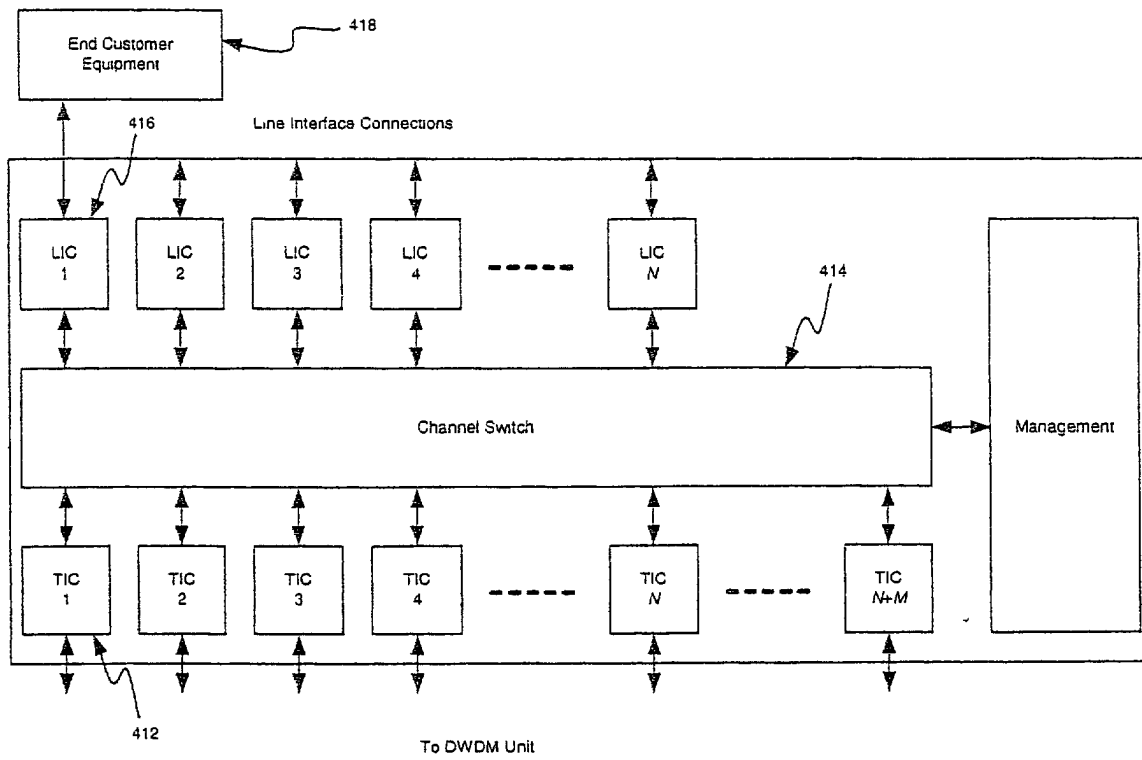 418
End Customer
Equipment
416
Line Interface Connections
LIC
1
LIC
2
LIC
3
LIC
4
LIC
N
414
Channel Switch
Management
TIC
1
TIC
2
TIC
3
TIC
4
TIC
N
TIC
N+M
412
To DWDM Unit